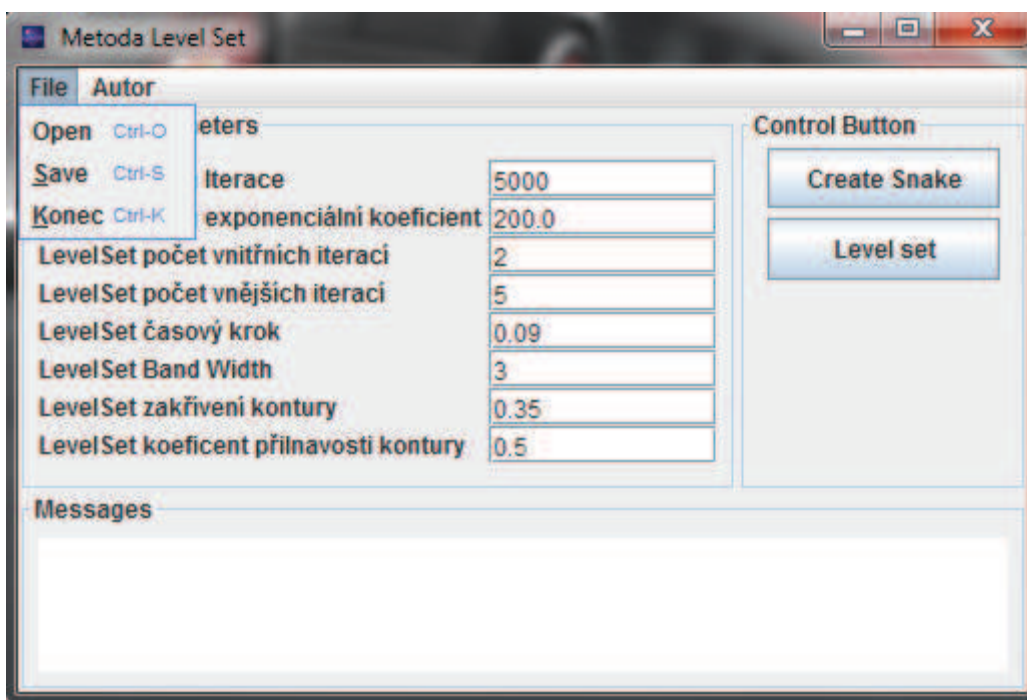 Metoda Level Set
File Autor
Open Ctrl-O
Save Ctrl-S
Konec Ctrl-K
eters
Iterace 5000
exponenciální koeficient 200.0
LevelSet počet vnitřních iterací 2
LevelSet počet vnějších iterací 5
LevelSet časový krok 0.09
LevelSet Band Width 3
LevelSet zakřivení kontury 0.35
LevelSet koeficent přilnavosti kontury 0.5
Control Button
Create Snake
Level set
Messages